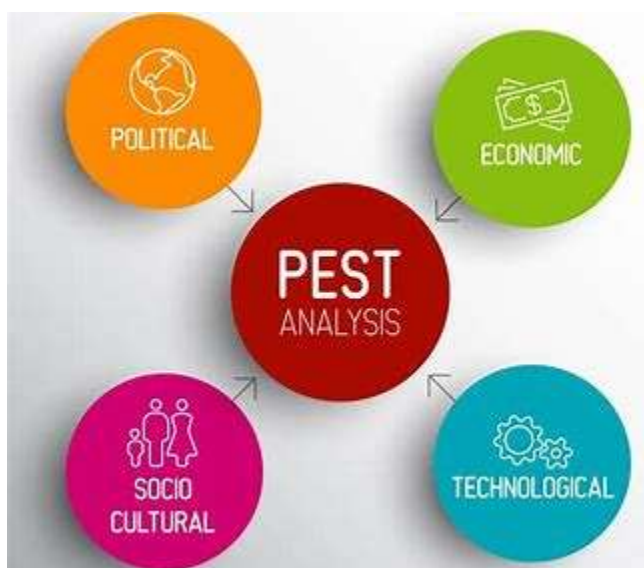 POLITICAL
ECONOMIC
PEST
ANALYSIS
SOCIO
CULTURAL
TECHNOLOGICAL